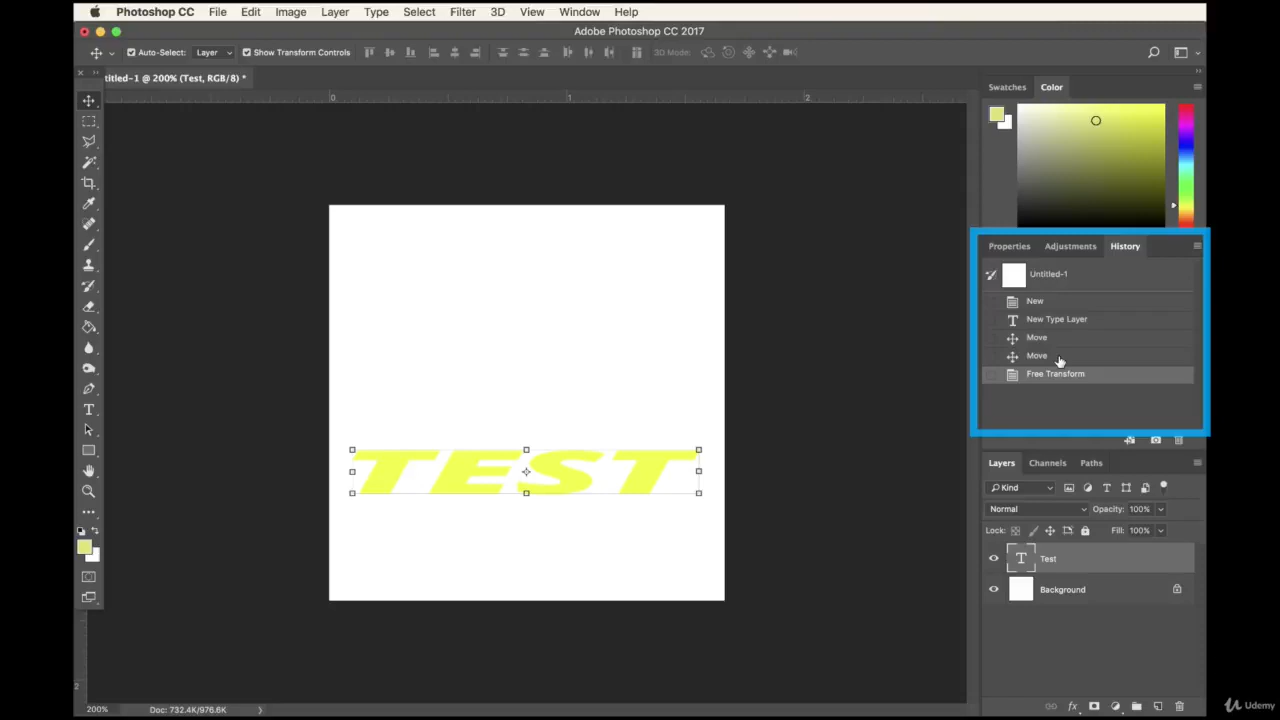 Photoshop CC File Edit Image Layer Type Select Filter 3D View Window Help
Adobe Photoshop CC 2017
Auto-Select: Layer Show Transform Controls 3D Mode:
titled-1 @ 200% (Test, RGB/8) *
0 1 2
Swatches Color
Properties Adjustments History
Untitled-1
New
New Type Layer
Move
Move
Free Transform
TEST
Layers Channels Paths
Kind
Normal Opacity: 100%
Lock: Fill: 100%
Test
Background
2
200% Doc: 732.4K/976.6K
Udemy